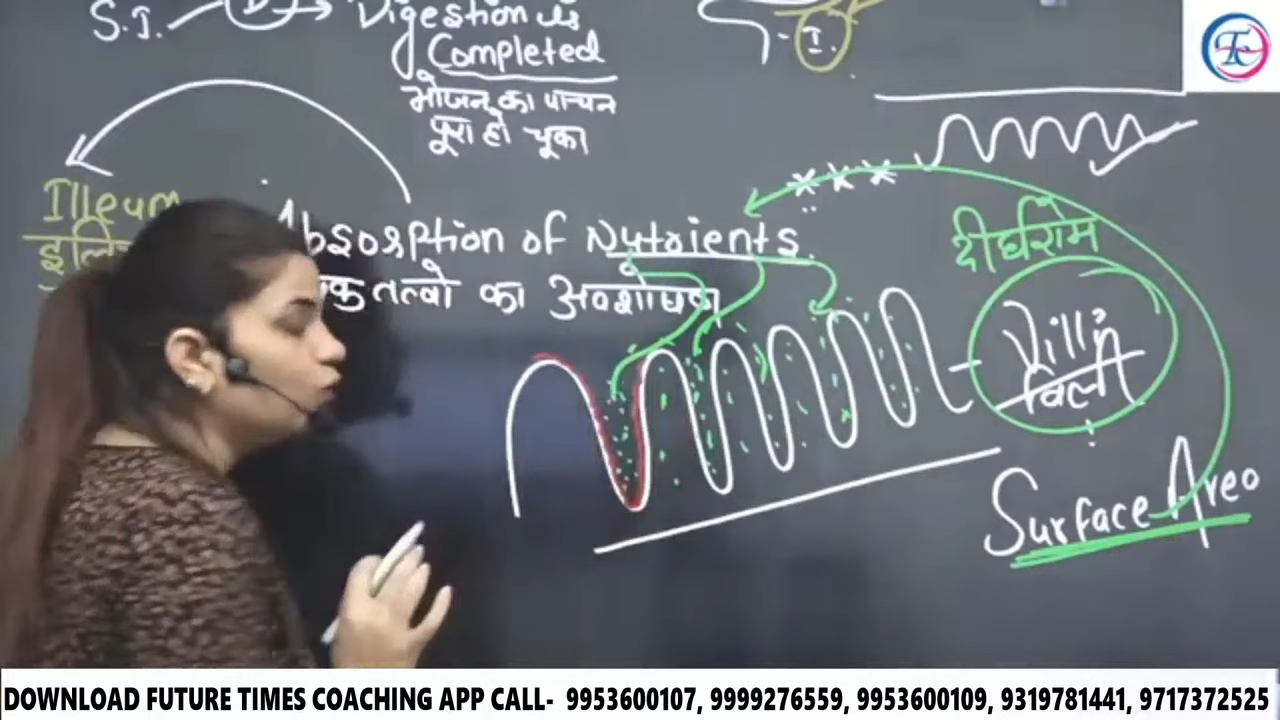 S.I.
Digestion is
Completed
भोजन का पाचन
पूरा हो चूका
I.
Illeum
Absorption of Nutrients
तत्वो का अवशोषण
दीर्घरोम
Villi
विली
Surface Area
DOWNLOAD FUTURE TIMES COACHING APP CALL- 9953600107, 9999276559, 9953600109, 9319781441, 9717372525